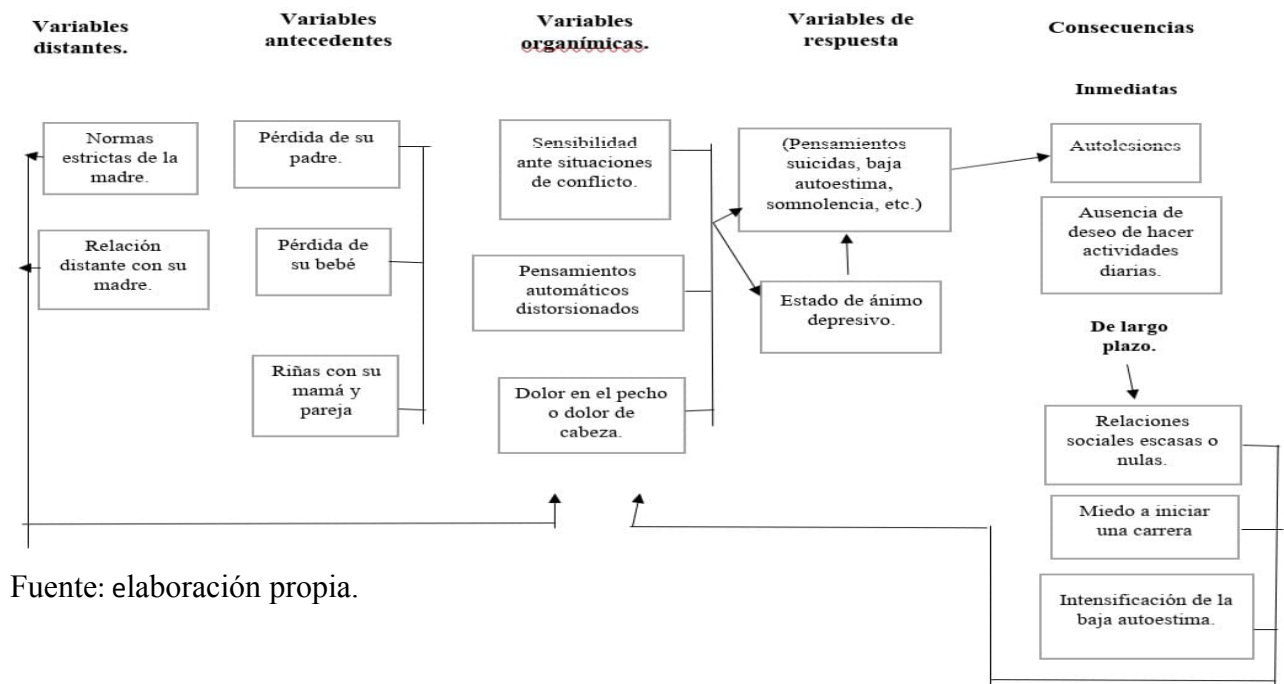 Variables
distantes.
Variables
antecedentes
Variables
organímicas.
Variables de
respuesta
Consecuencias
Inmediatas
Normas
estrictas de la
madre.
Relación
distante con su
madre.
Pérdida de su
padre.
Pérdida de
su bebé
Riñas con su
mamá y
pareja
Sensibilidad
ante situaciones
de conflicto.
Pensamientos
automáticos
distorsionados
Dolor en el pecho
o dolor de
cabeza.
(Pensamientos
suicidas, baja
autoestima,
somnolencia, etc.)
Estado de ánimo
depresivo.
Autolesiones
Ausencia de
deseo de hacer
actividades
diarias.
De largo
plazo.
Relaciones
sociales escasas o
nulas.
Miedo a iniciar
una carrera
Intensificación de la
baja autoestima.
Fuente: elaboración propia.